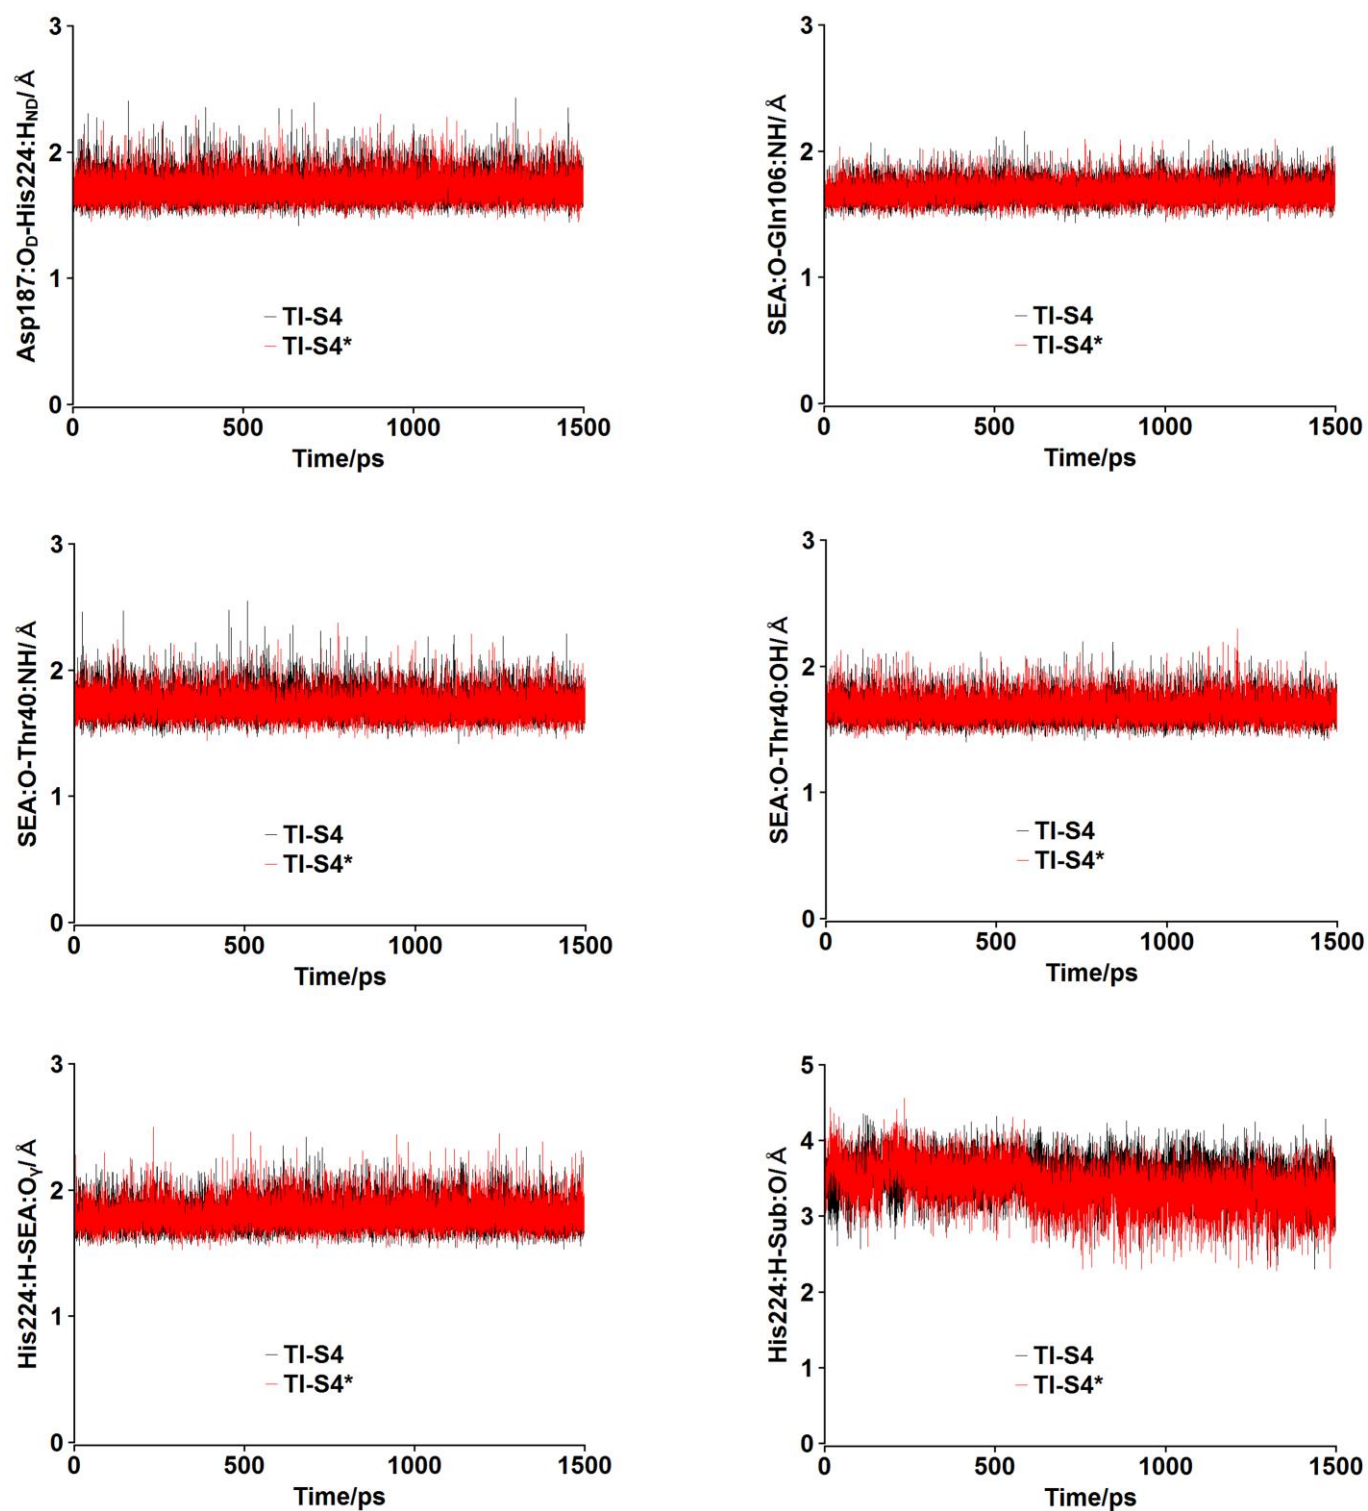 Asp187:O_D-His224:H_ND/Å
3
2
1
0
TI-S4
TI-S4*
0 500 1000 1500
Time/ps
SEA:O-Gln106:NH/Å
3
2
1
0
TI-S4
TI-S4*
0 500 1000 1500
Time/ps
SEA:O-Thr40:NH/Å
3
2
1
0
TI-S4
TI-S4*
0 500 1000 1500
Time/ps
SEA:O-Thr40:OH/Å
3
2
1
0
TI-S4
TI-S4*
0 500 1000 1500
Time/ps
His224:H-SEA:Oγ/Å
3
2
1
0
TI-S4
TI-S4*
0 500 1000 1500
Time/ps
His224:H-Sub:O/Å
5
4
3
2
1
0
TI-S4
TI-S4*
0 500 1000 1500
Time/ps